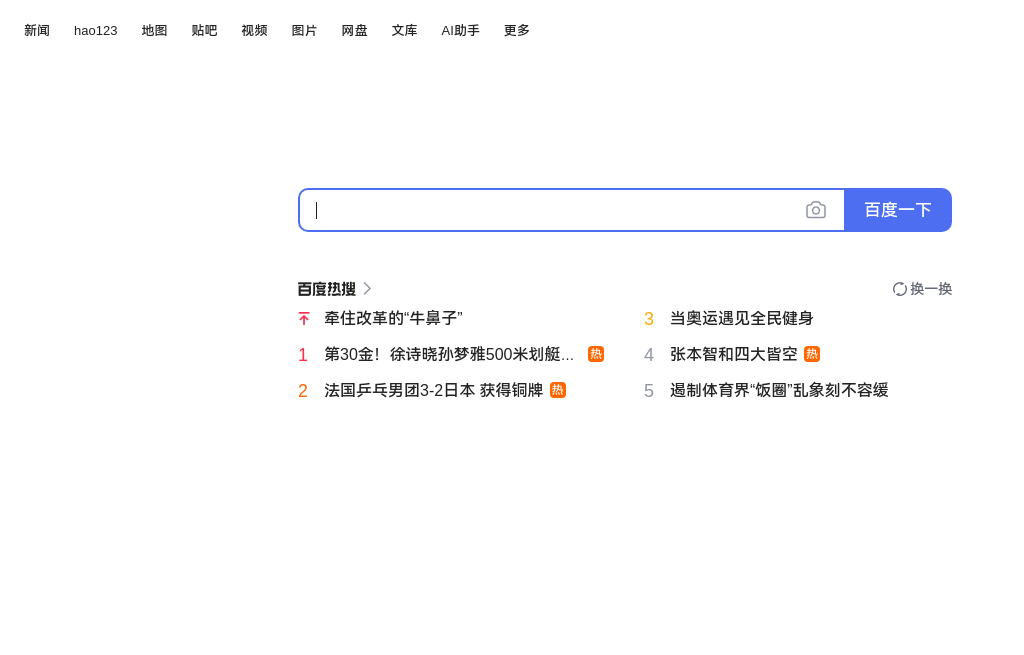 新闻 hao123 地图 贴吧 视频 图片 网盘 文库 AI助手 更多
百度一下
百度热搜 换一换
牵住改革的“牛鼻子”
1 第30金！徐诗晓孙梦雅500米划艇... 热
2 法国乒乓男团3-2日本 获得铜牌 热
3 当奥运遇见全民健身
4 张本智和四大皆空 热
5 遏制体育界“饭圈”乱象刻不容缓